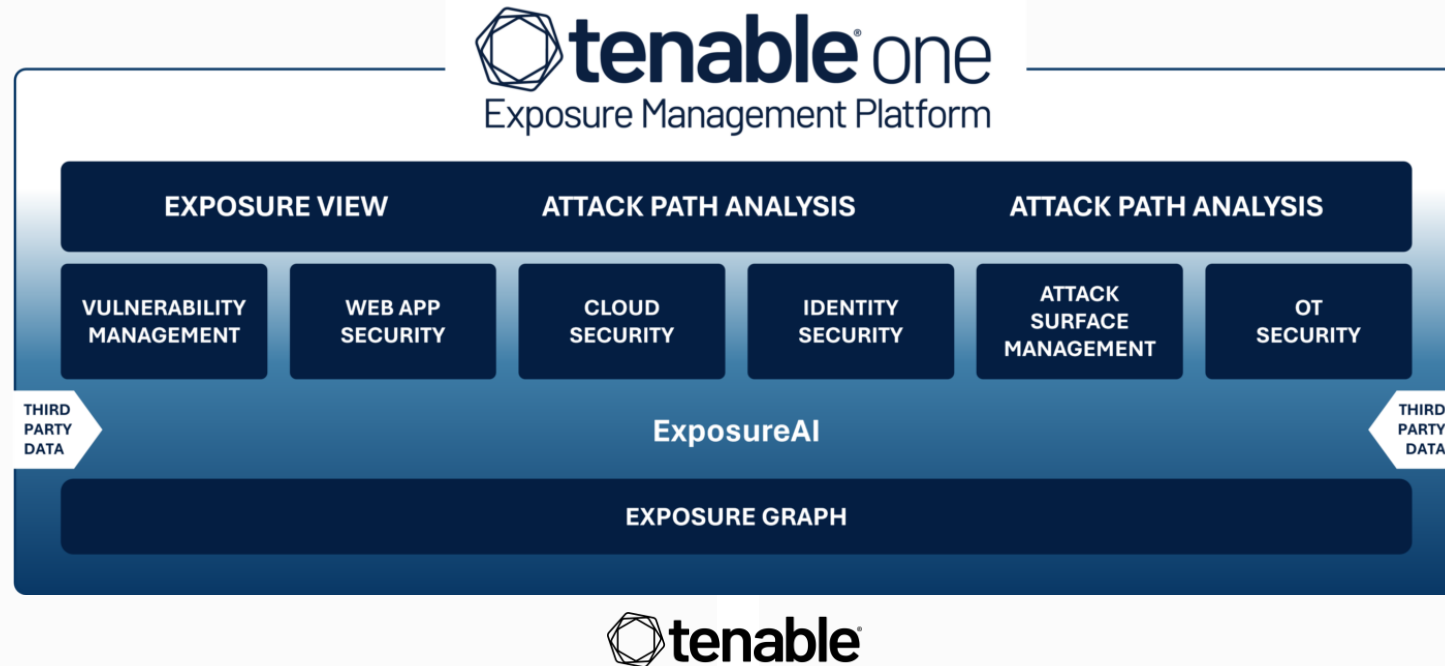 tenable® one
Exposure Management Platform
EXPOSURE VIEW
ATTACK PATH ANALYSIS
ATTACK PATH ANALYSIS
VULNERABILITY
MANAGEMENT
WEB APP
SECURITY
CLOUD
SECURITY
IDENTITY
SECURITY
ATTACK
SURFACE
MANAGEMENT
OT
SECURITY
THIRD
PARTY
DATA
ExposureAI
THIRD
PARTY
DATA
EXPOSURE GRAPH
tenable®